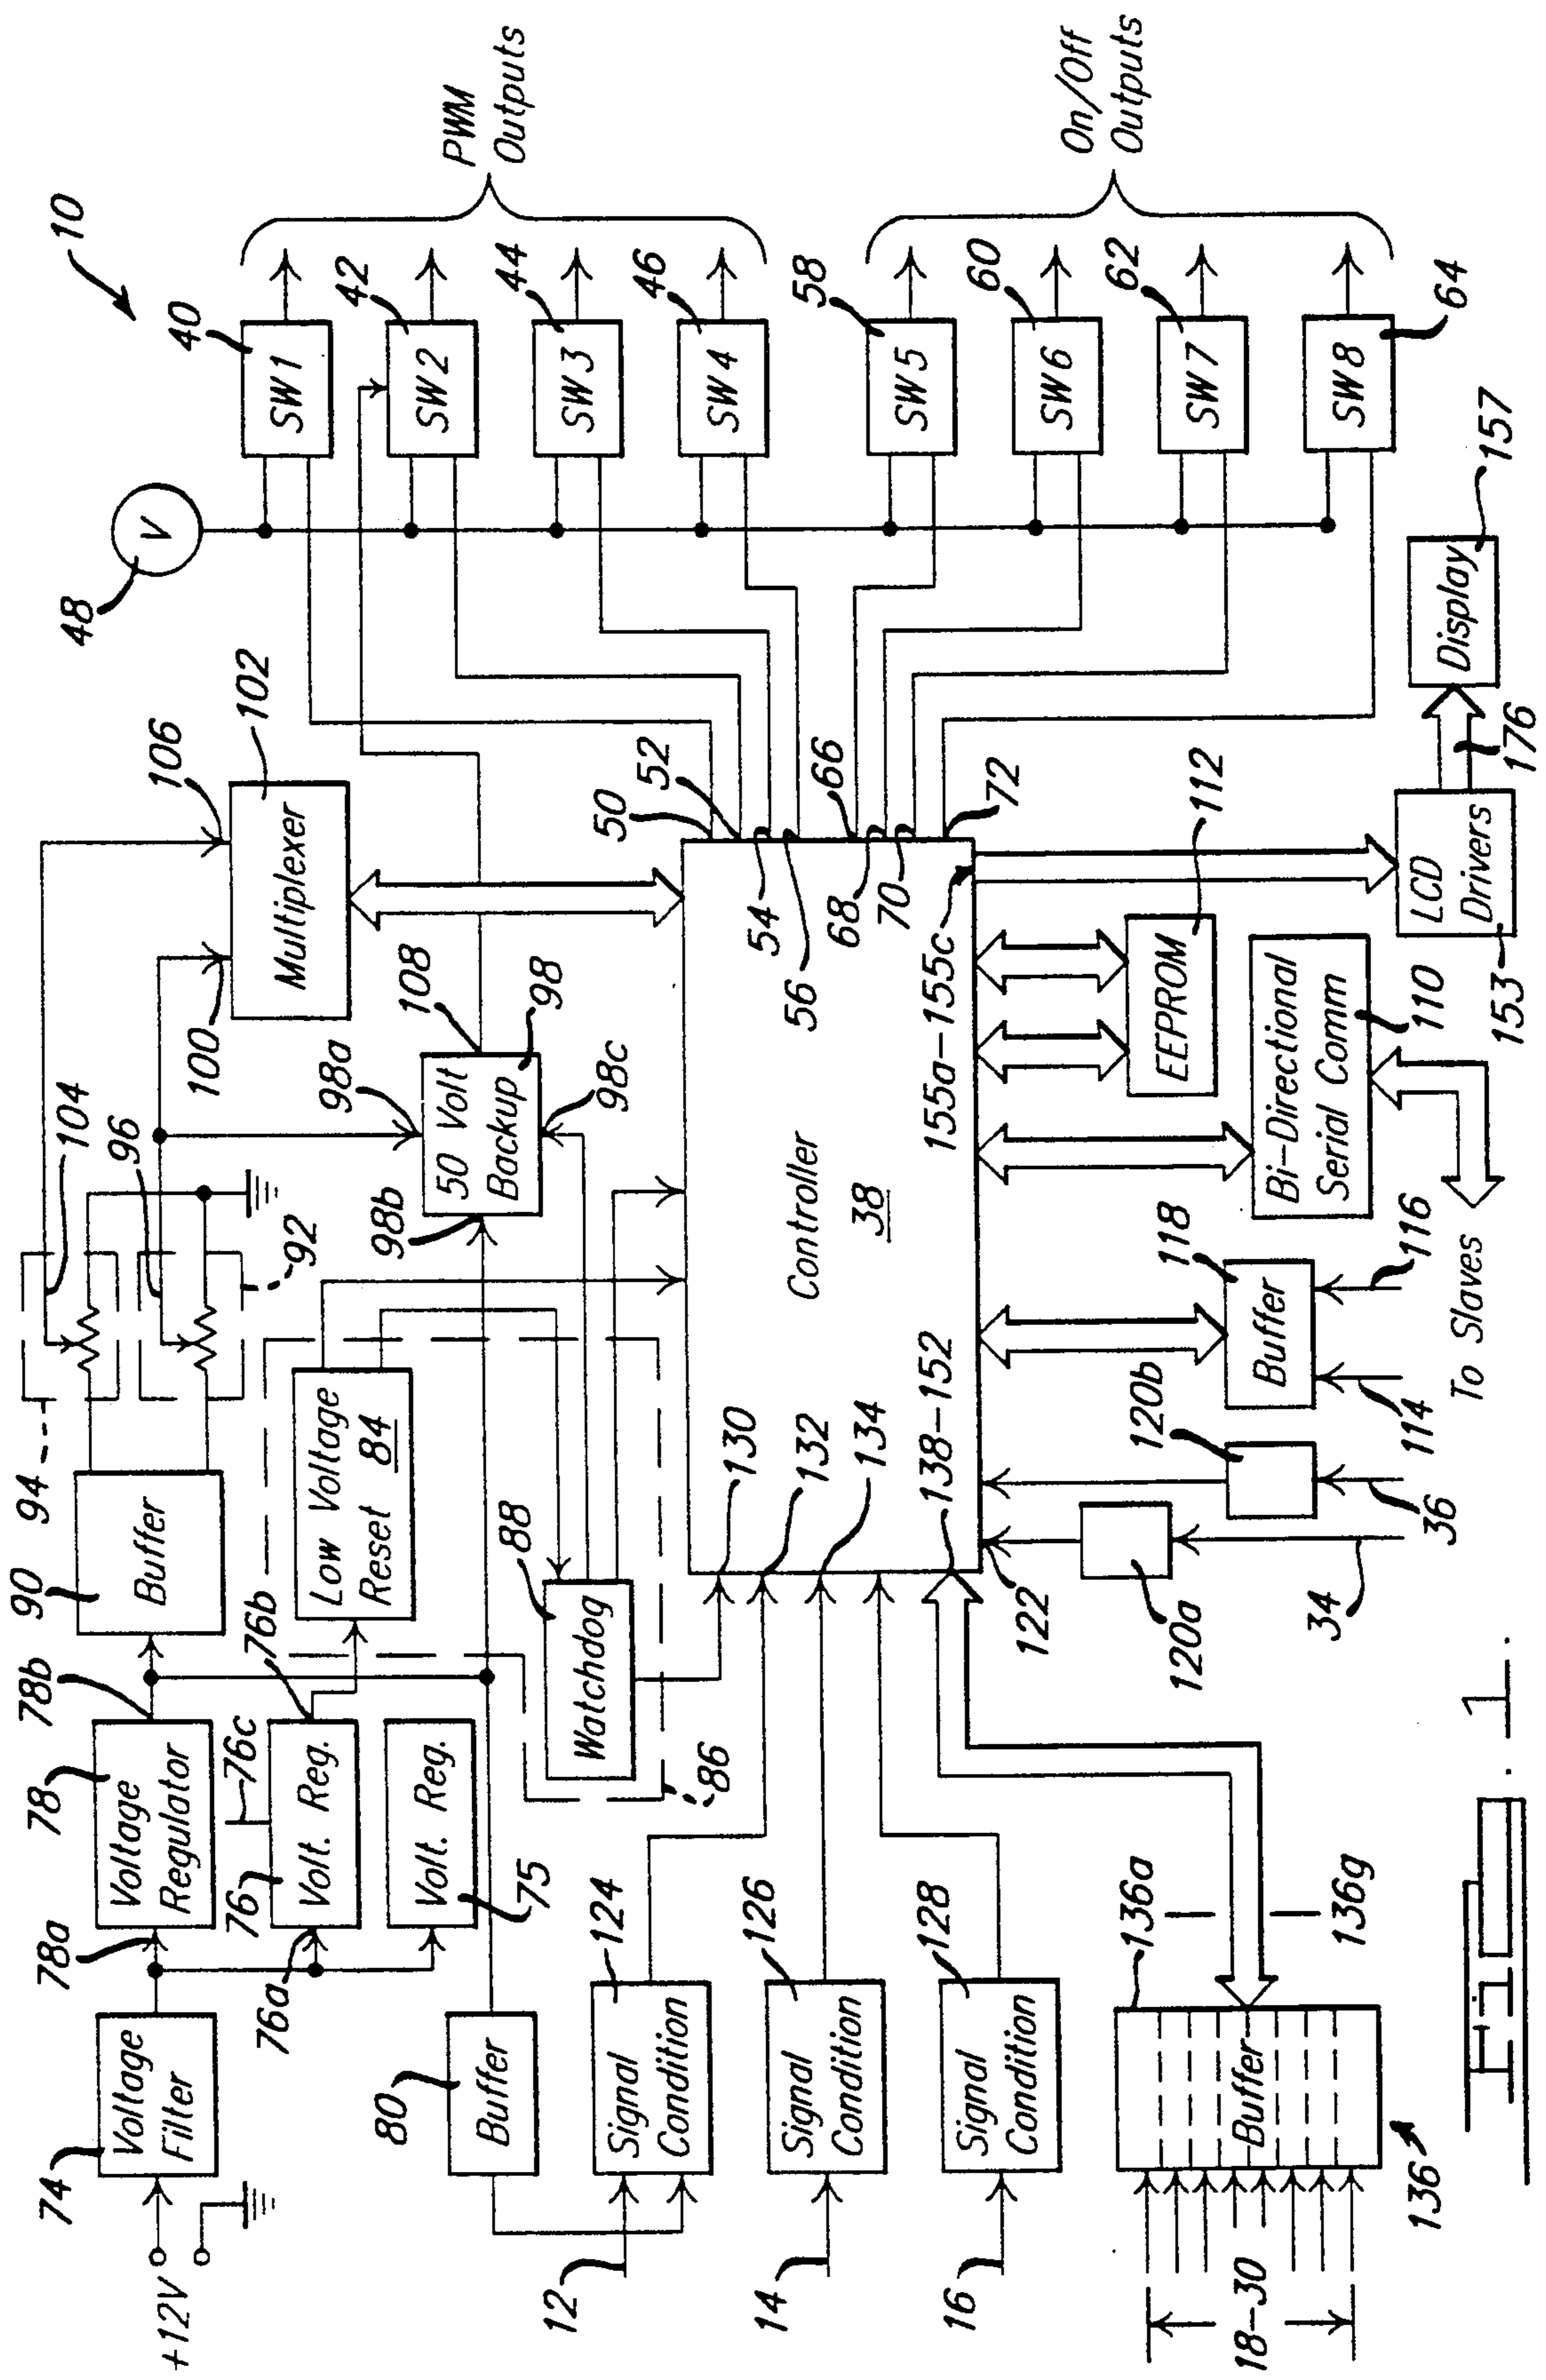 10
PWM
Outputs
On/Off
Outputs
40
SW1
42
SW2
44
SW3
46
SW4
58
SW5
60
SW6
62
SW7
64
SW8
48
V
157
Display
176
LCD
Drivers
153
106
102
Multiplexer
100
104
96
98a
108
50 Volt
Backup
98
98b
98c
50
52
54
56
66
68
70
72
112
EEPROM
155a-155c
Bi-Directional
Serial Comm
110
To Slaves
118
Buffer
116
114
120b
36
120a
34
122
Controller
38
130
132
134
138-152
92
94
90
Buffer
Low Voltage
Reset 84
88
Watchdog
86
78b
78
Voltage
Regulator
78a
76b
76c
76
Volt. Reg.
76a
Volt. Reg.
75
74
Voltage
Filter
+12V
80
Buffer
124
Signal
Condition
12
126
Signal
Condition
14
128
Signal
Condition
16
136a
136g
Buffer
136
18-30
Fig. 1.